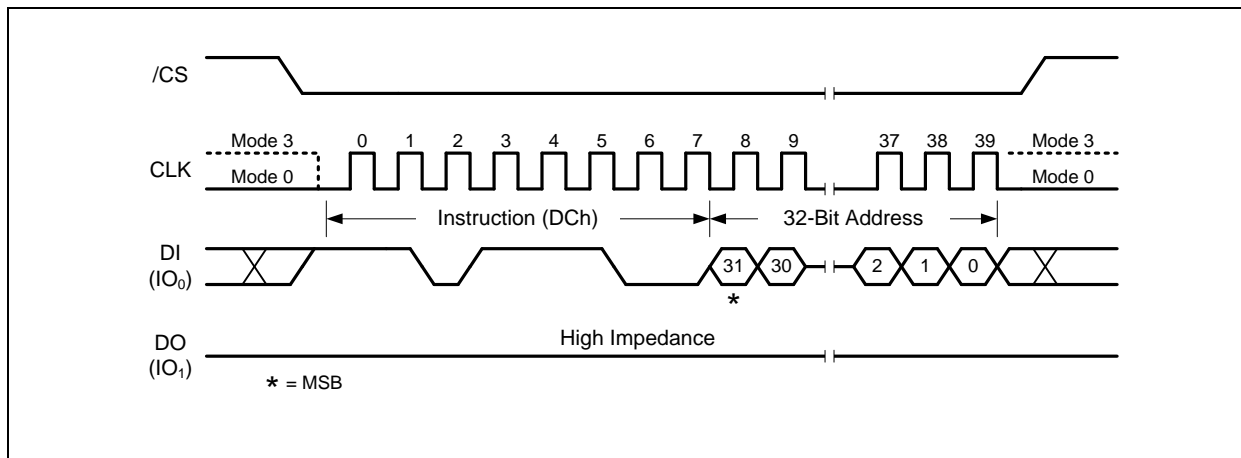 /CS
Mode 3 0 1 2 3 4 5 6 7 8 9 37 38 39 Mode 3
CLK
Mode 0 Mode 0
Instruction (DCh) 32-Bit Address
DI
(IO0) 31 30 2 1 0
*
DO High Impedance
(IO1)
* = MSB